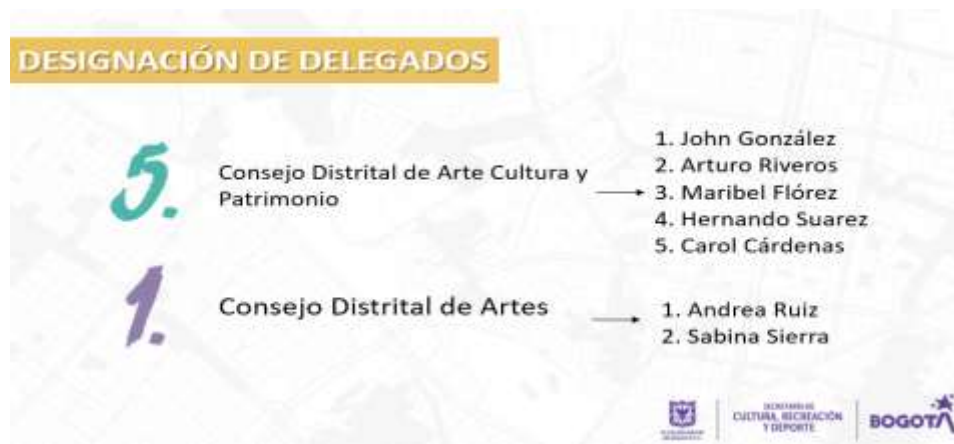 DESIGNACIÓN DE DELEGADOS
5.
Consejo Distrital de Arte Cultura y
Patrimonio
1. John González
2. Arturo Riveros
3. Maribel Flórez
4. Hernando Suarez
5. Carol Cárdenas
1.
Consejo Distrital de Artes
1. Andrea Ruiz
2. Sabina Sierra
SECRETARÍA DE
CULTURA, RECREACIÓN
Y DEPORTE
BOGOTÁ